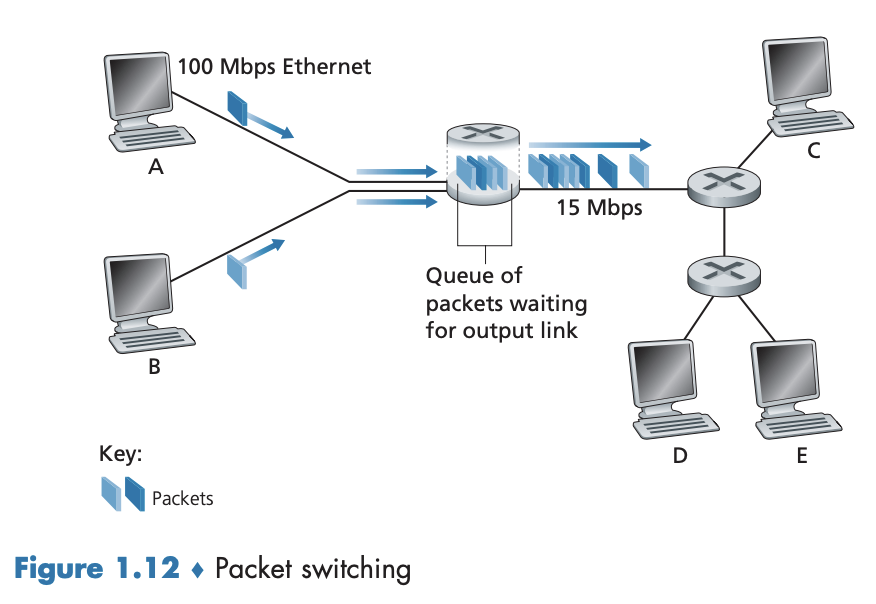 100 Mbps Ethernet
A
C
15 Mbps
Queue of
packets waiting
for output link
B
D
E
Key:
Packets
Figure 1.12 ♦ Packet switching